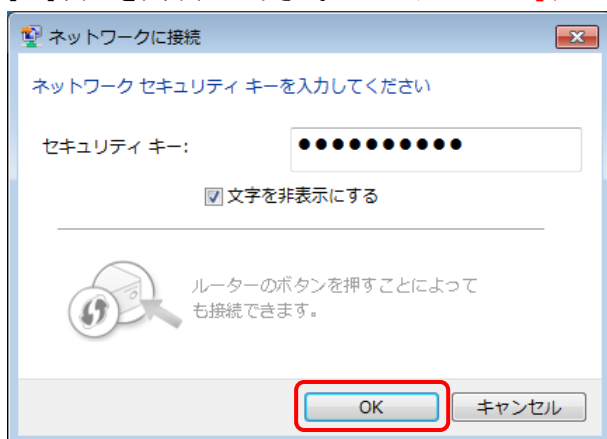 ネットワークに接続
ネットワーク セキュリティ キーを入力してください
セキュリティ キー:
●●●●●●●●●●
文字を非表示にする
ルーターのボタンを押すことによって
も接続できます。
OK
キャンセル